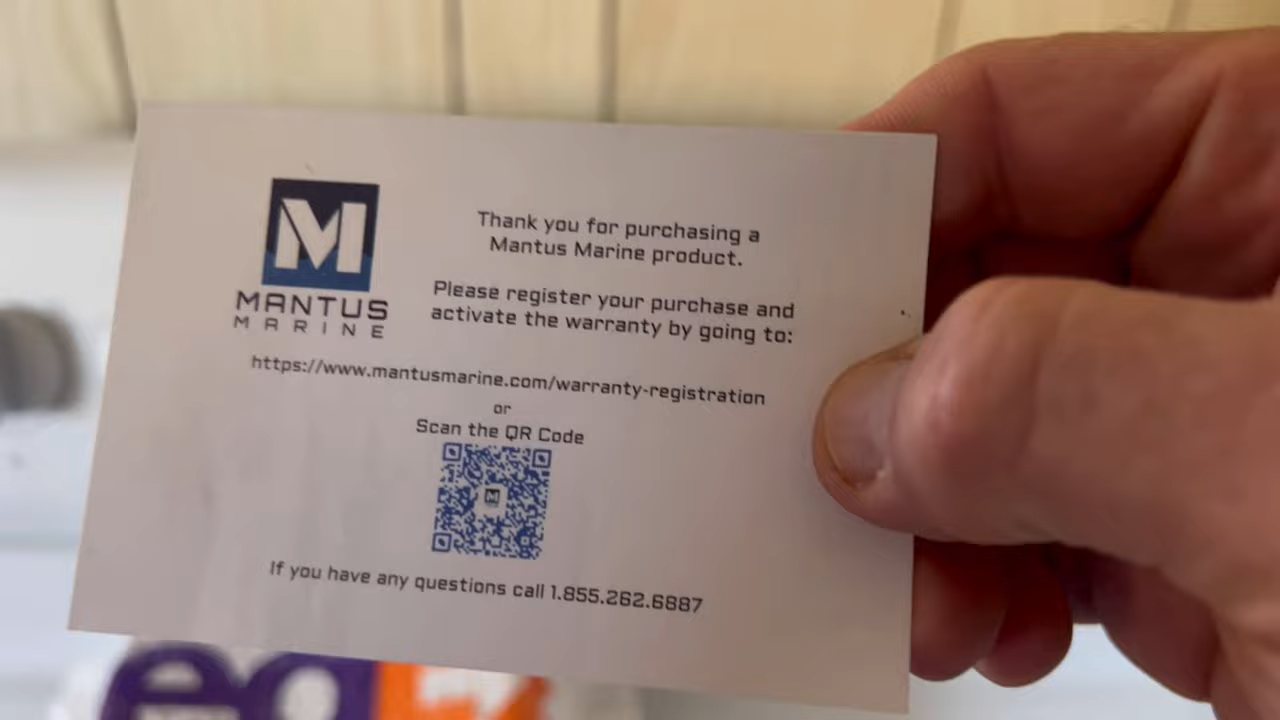 M
MANTUS
MARINE
Thank you for purchasing a
Mantus Marine product.
Please register your purchase and
activate the warranty by going to:
https://www.mantusmarine.com/warranty-registration
or
Scan the QR Code
M
If you have any questions call 1.855.262.6887